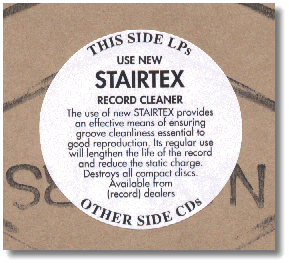 THIS SIDE LPs
USE NEW
STAIRTEX
RECORD CLEANER
The use of new STAIRTEX provides
an effective means of ensuring
groove cleanliness essential to
good reproduction. Its regular use
will lengthen the life of the record
and reduce the static charge.
Destroys all compact discs.
Available from
(record) dealers
OTHER SIDE CDs